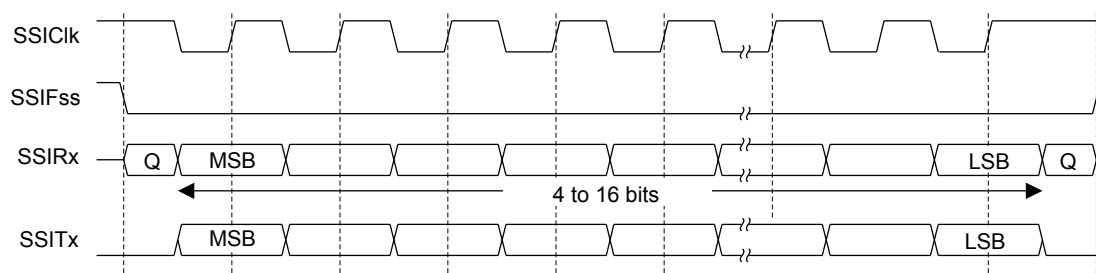 SSIClk
SSIFss
SSIRx Q MSB LSB Q
4 to 16 bits
SSITx MSB LSB